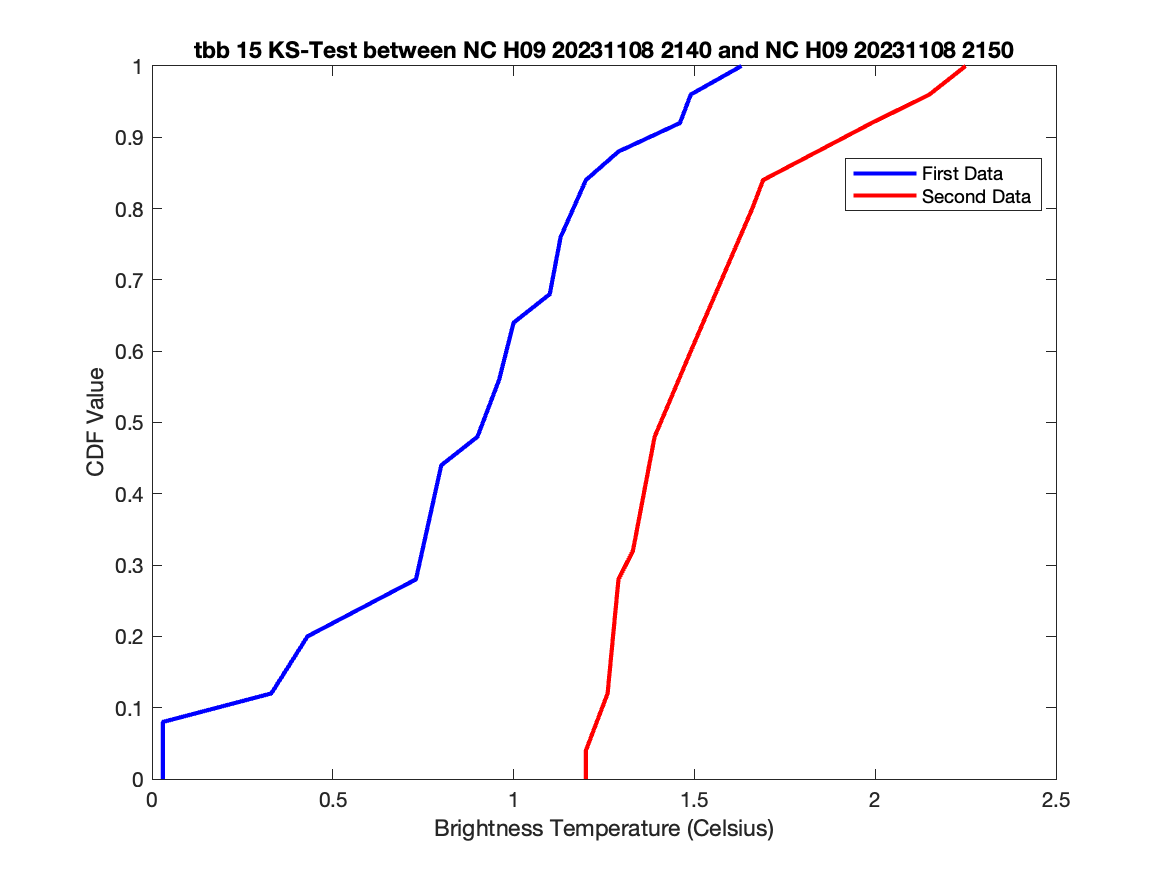 tbb 15 KS-Test between NC H09 20231108 2140 and NC H09 20231108 2150
1
0.9
0.8
0.7
0.6
0.5
0.4
0.3
0.2
0.1
0
CDF Value
First Data
Second Data
0 0.5 1 1.5 2 2.5
Brightness Temperature (Celsius)